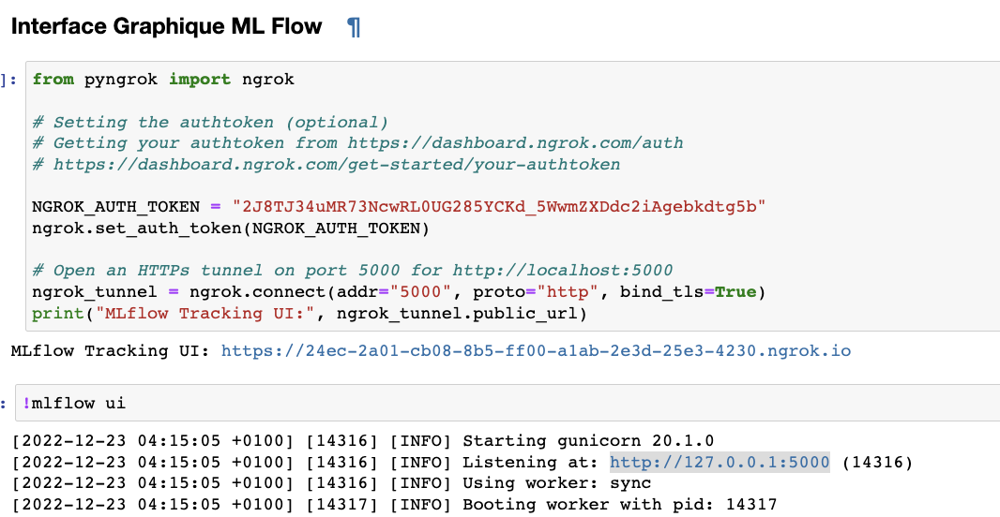 Interface Graphique ML Flow ¶
]: from pyngrok import ngrok
# Setting the authtoken (optional)
# Getting your authtoken from https://dashboard.ngrok.com/auth
# https://dashboard.ngrok.com/get-started/your-authtoken
NGROK_AUTH_TOKEN = "2J8TJ34uMR73NcwRL0UG285YCKd_5WwmZXDdc2iAgebkdtg5b"
ngrok.set_auth_token(NGROK_AUTH_TOKEN)
# Open an HTTPs tunnel on port 5000 for http://localhost:5000
ngrok_tunnel = ngrok.connect(addr="5000", proto="http", bind_tls=True)
print("MLflow Tracking UI:", ngrok_tunnel.public_url)
MLflow Tracking UI: https://24ec-2a01-cb08-8b5-ff00-a1ab-2e3d-25e3-4230.ngrok.io
: !mlflow ui
[2022-12-23 04:15:05 +0100] [14316] [INFO] Starting gunicorn 20.1.0
[2022-12-23 04:15:05 +0100] [14316] [INFO] Listening at: http://127.0.0.1:5000 (14316)
[2022-12-23 04:15:05 +0100] [14316] [INFO] Using worker: sync
[2022-12-23 04:15:05 +0100] [14317] [INFO] Booting worker with pid: 14317